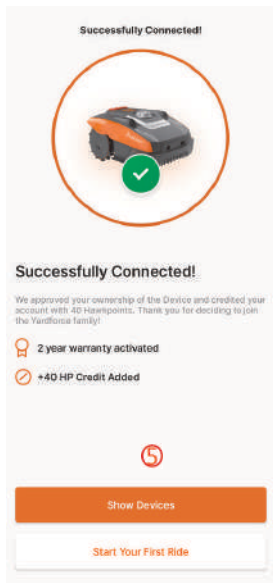 Successfully Connected!
Successfully Connected!
We approved your ownership of the Device and credited your
account with 40 Hawkpoints. Thank you for deciding to join
the Yardforce family!
2 year warranty activated
+40 HP Credit Added
5
Show Devices
Start Your First Ride